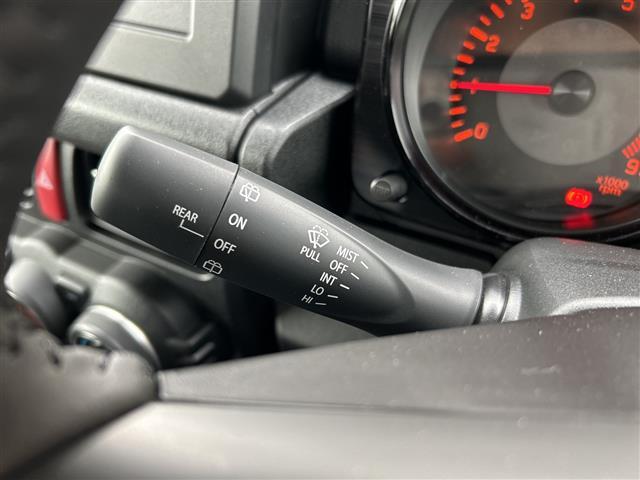 REAR
ON
OFF
PULL
MIST
OFF
INT
LO
HI
0
1
2
3
5
9
x1000
rpm